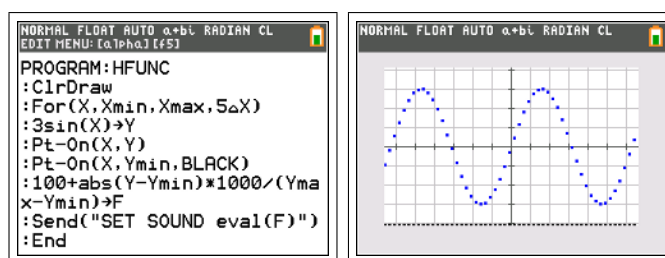 NORMAL FLOAT AUTO a+bi RADIAN CL
EDIT MENU: [alpha] [f5]
PROGRAM:HFUNC
:ClrDraw
:For(X,Xmin,Xmax,5△X)
:3sin(X)→Y
:Pt-On(X,Y)
:Pt-On(X,Ymin,BLACK)
:100+abs(Y-Ymin)*1000/(Yma
x-Ymin)→F
:Send("SET SOUND eval(F)")
:End
NORMAL FLOAT AUTO a+bi RADIAN CL